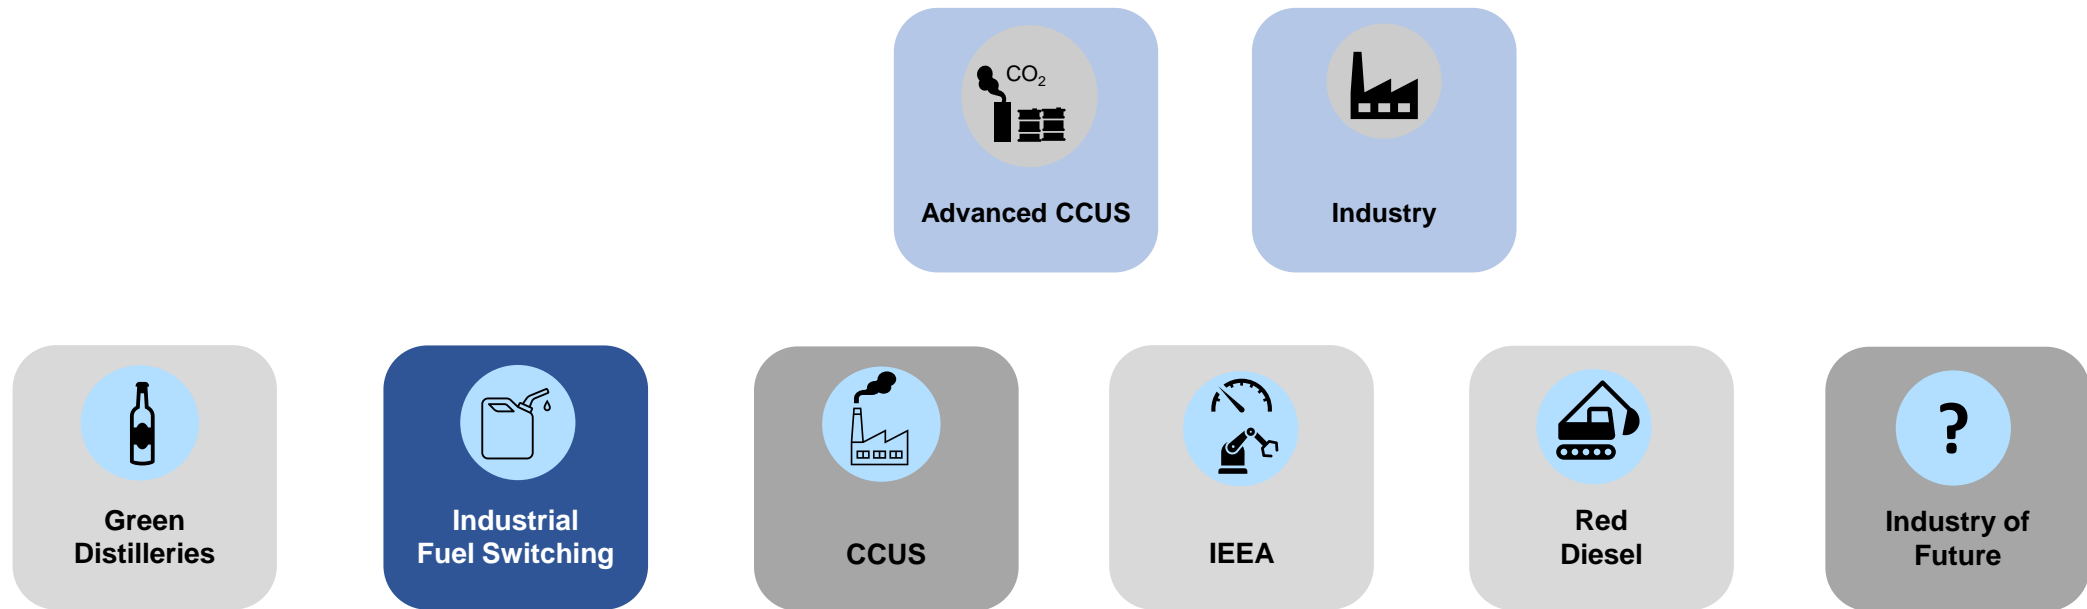 CO₂
Advanced CCUS
Industry
Green
Distilleries
Industrial
Fuel Switching
CCUS
IEEA
Red
Diesel
?
Industry of
Future